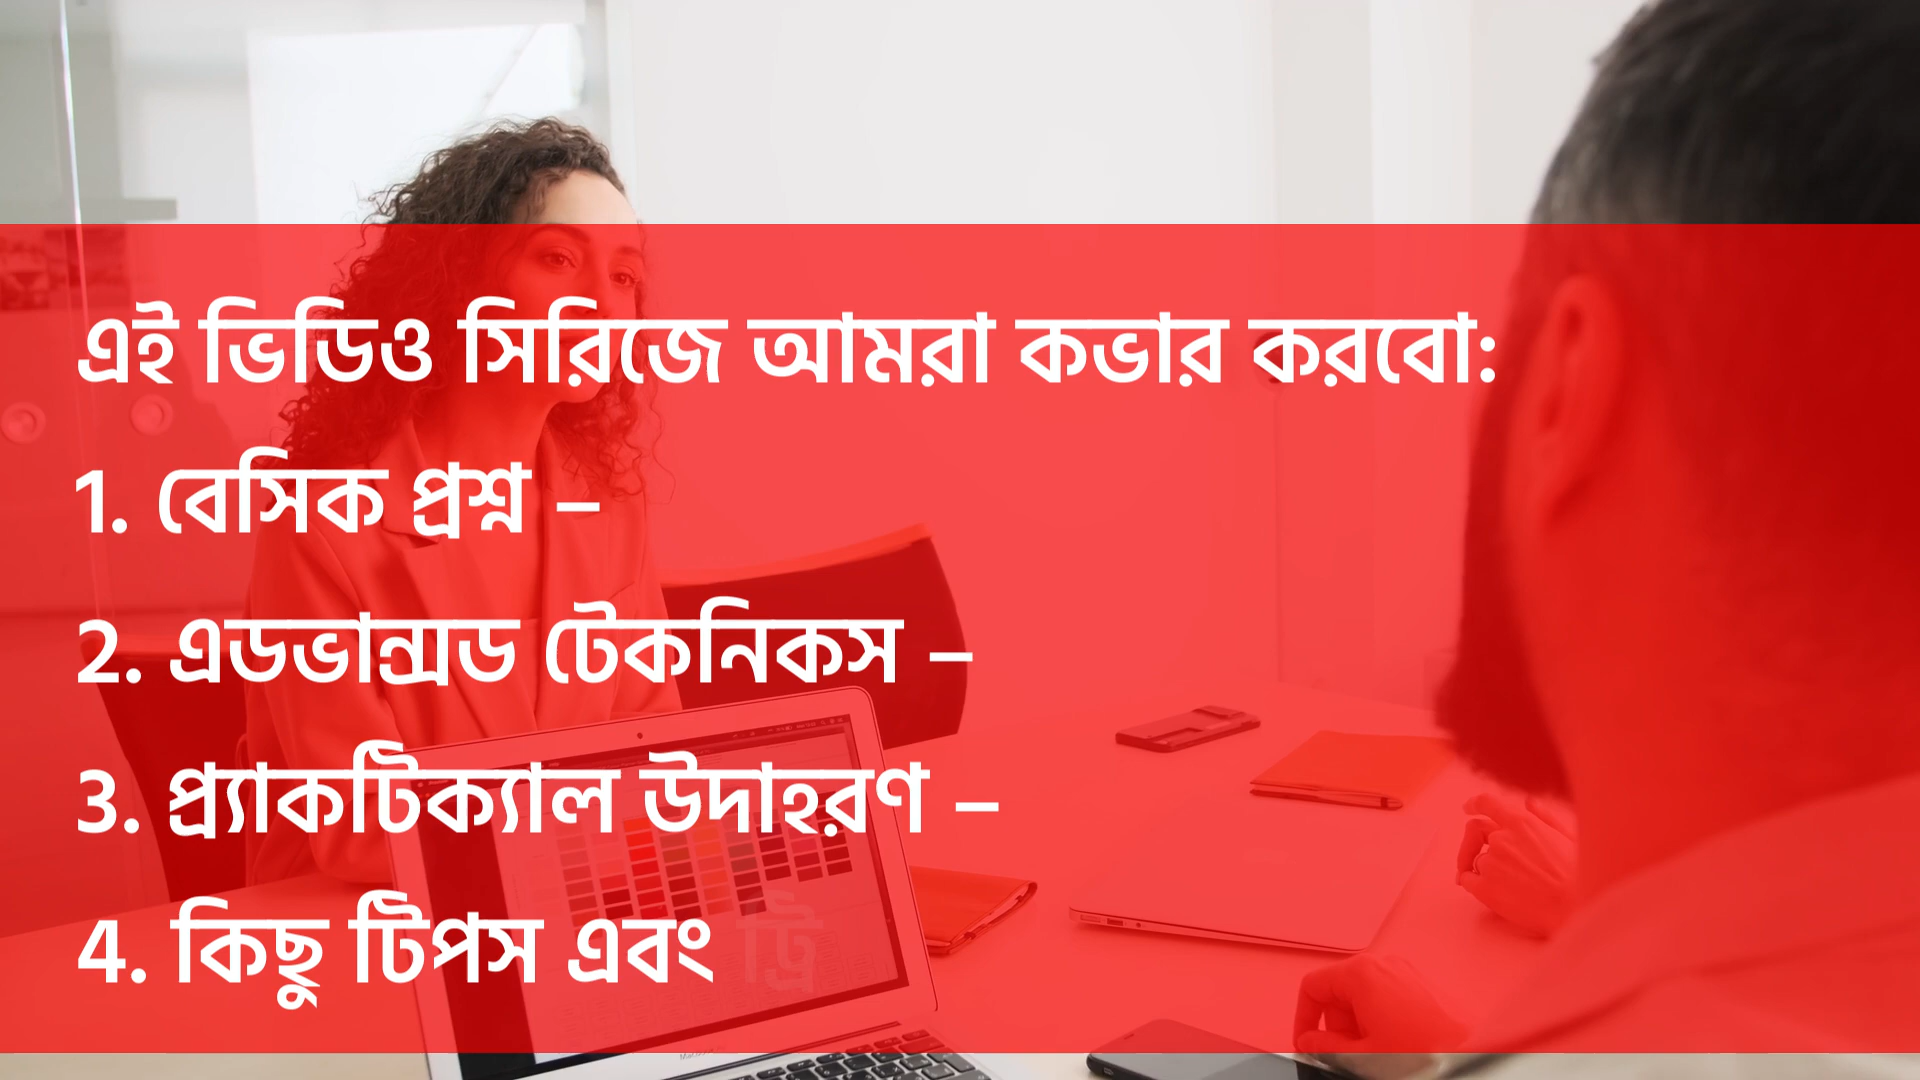 এই ভিডিও সিরিজে আমরা কভার করবো:
1. বেসিক প্রশ্ন –
2. এডভান্সড টেকনিকস –
3. প্র্যাকটিক্যাল উদাহরণ –
4. কিছু টিপস এবং